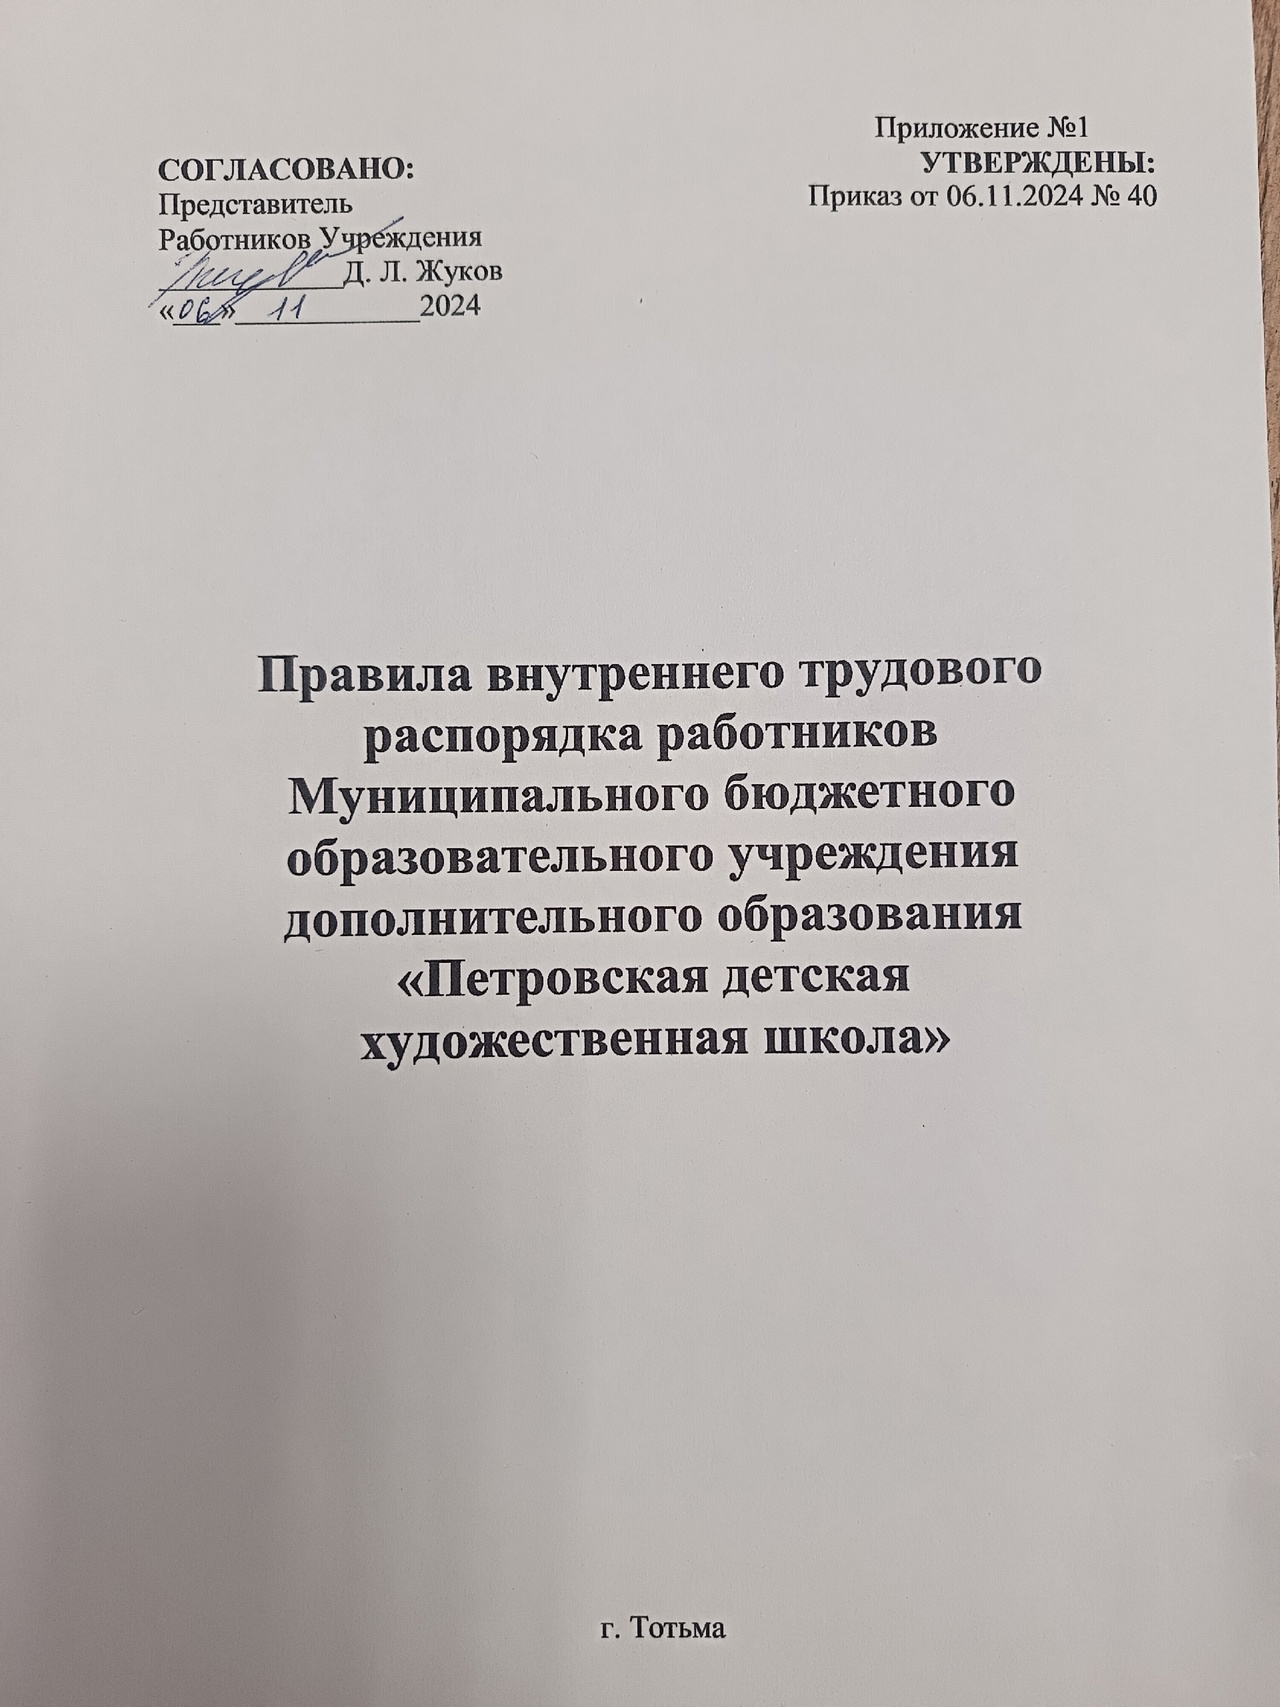 Приложение №1
УТВЕРЖДЕНЫ:
Приказ от 06.11.2024 № 40
СОГЛАСОВАНО:
Представитель
Работников Учреждения
Д. Л. Жуков
«06» 11 2024
Правила внутреннего трудового
распорядка работников
Муниципального бюджетного
образовательного учреждения
дополнительного образования
«Петровская детская
художественная школа»
г. Тотьма